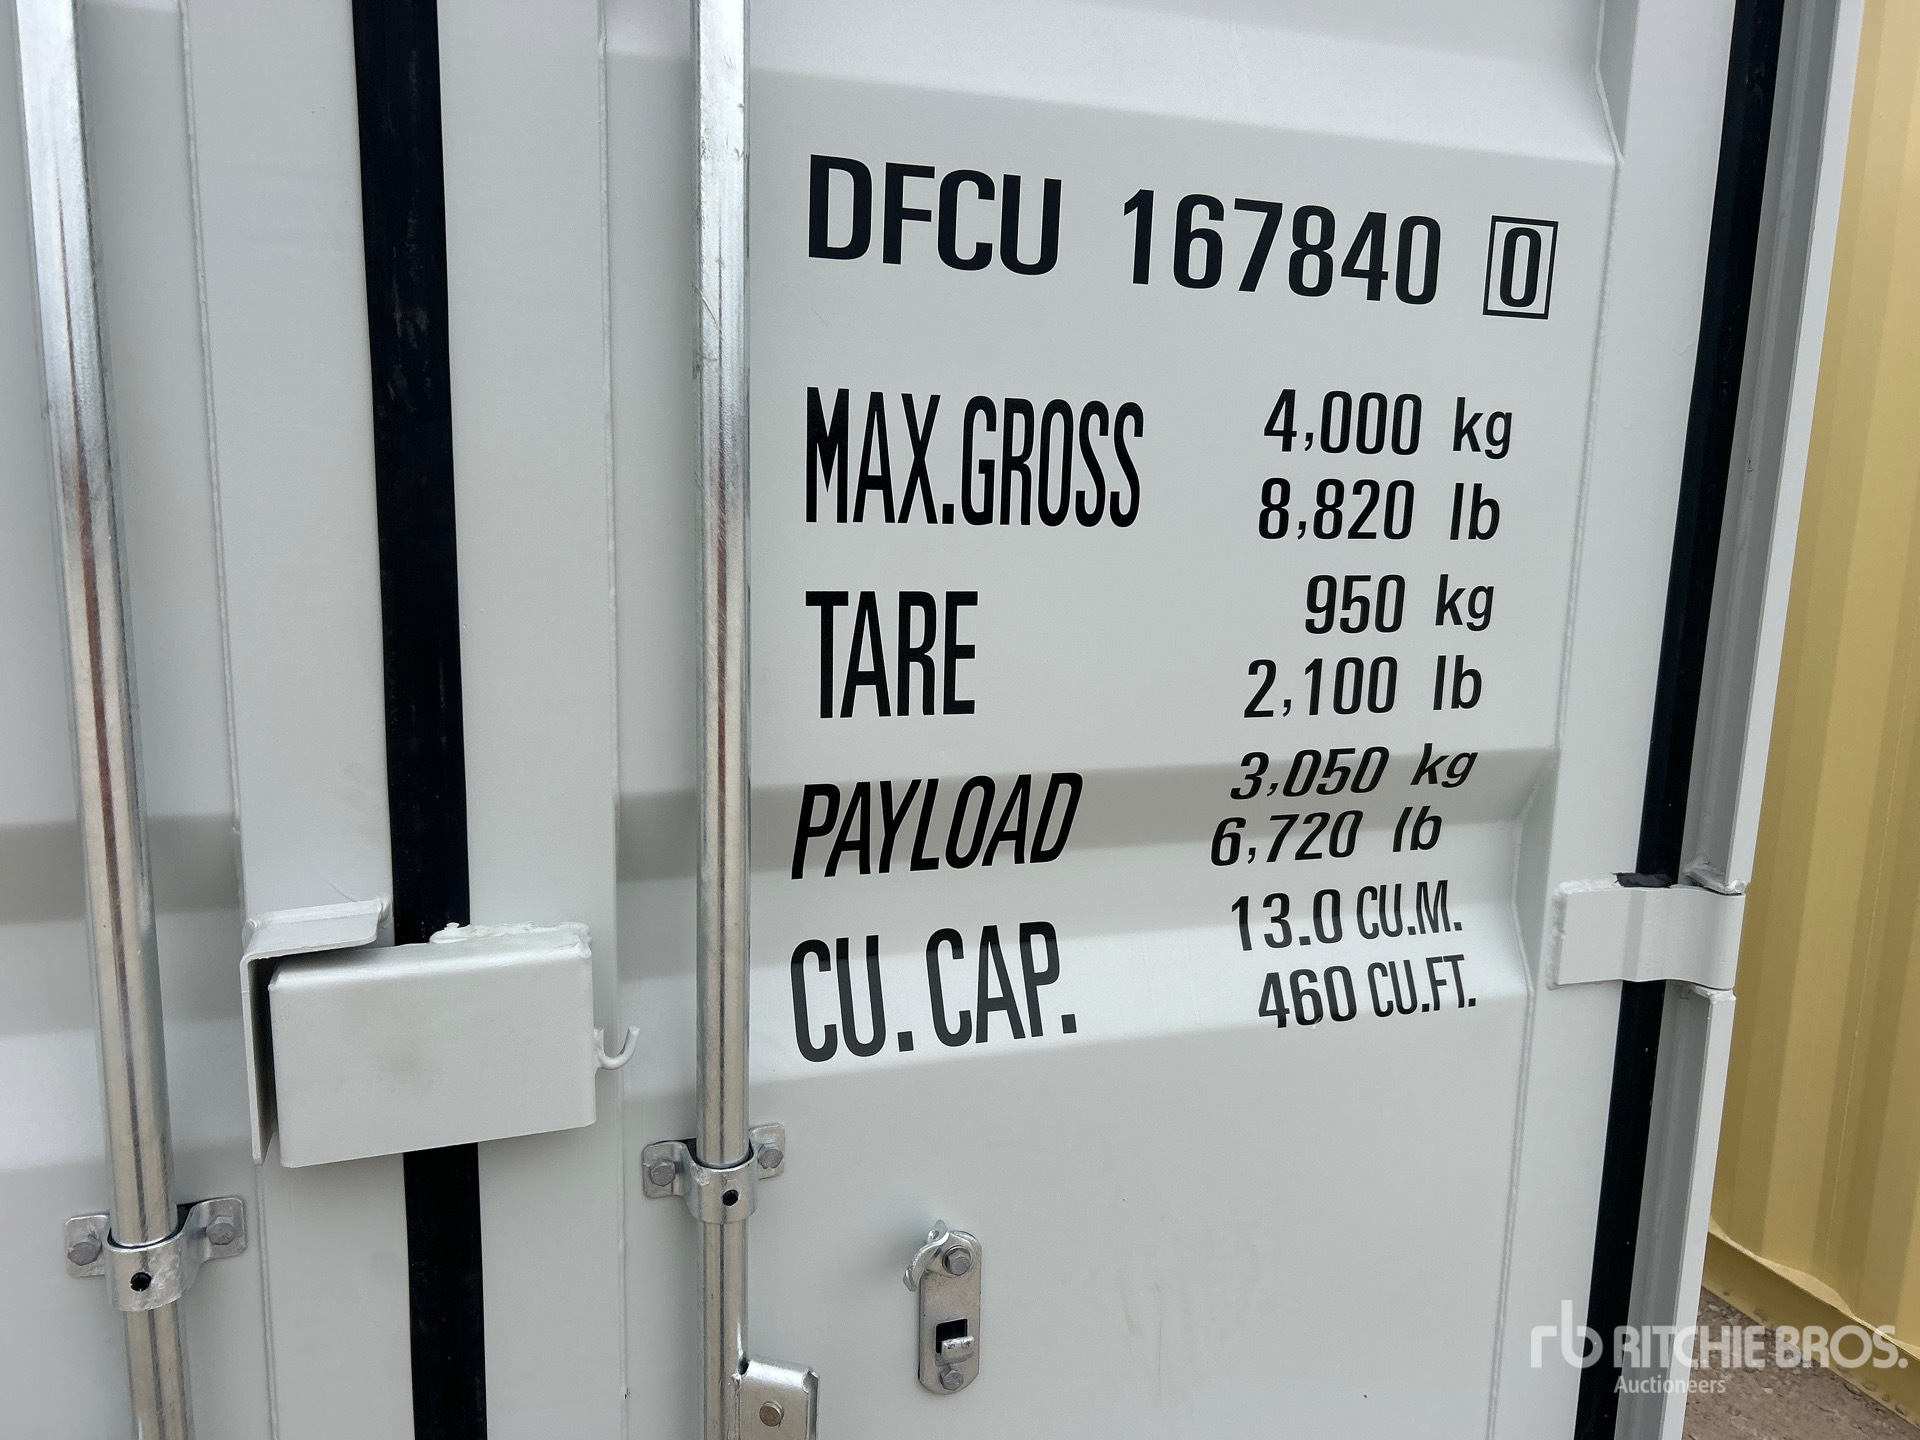 DFCU 167840 0
MAX.GROSS 4,000 kg
8,820 lb
TARE 950 kg
2,100 lb
PAYLOAD 3,050 kg
6,720 lb
CU.CAP. 13.0 CU.M.
460 CU.FT.
rb RITCHIE BROS.
Auctioneers